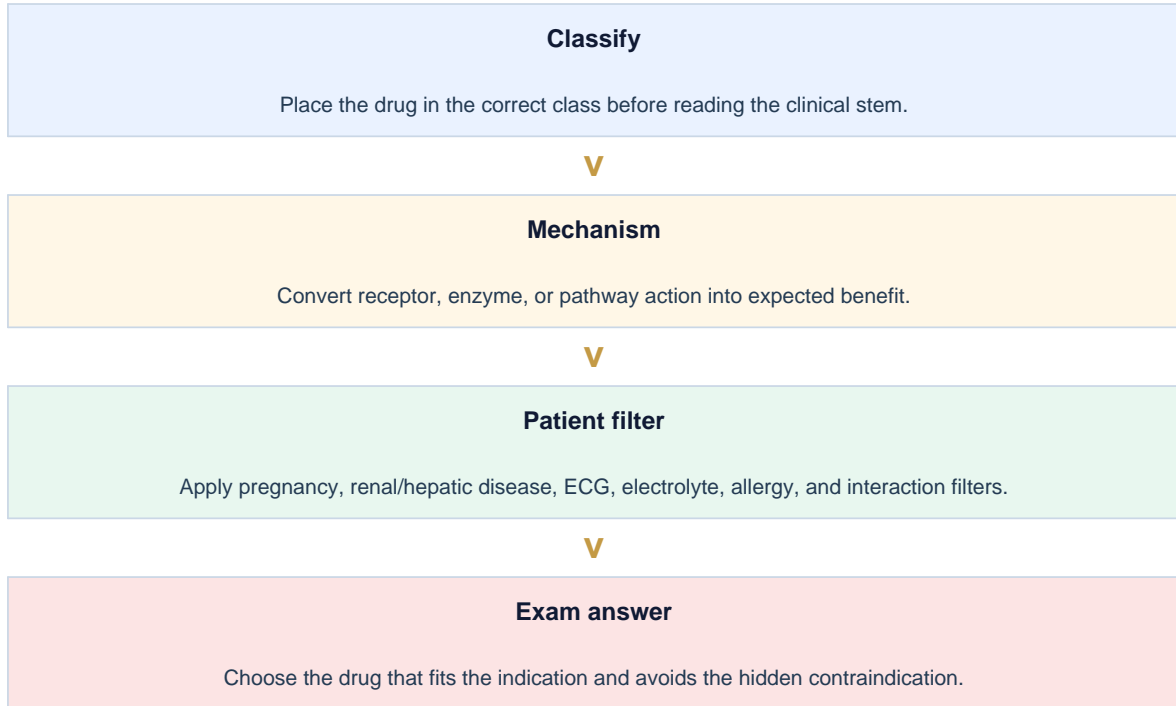 Classify
Place the drug in the correct class before reading the clinical stem.
v
Mechanism
Convert receptor, enzyme, or pathway action into expected benefit.
v
Patient filter
Apply pregnancy, renal/hepatic disease, ECG, electrolyte, allergy, and interaction filters.
v
Exam answer
Choose the drug that fits the indication and avoids the hidden contraindication.